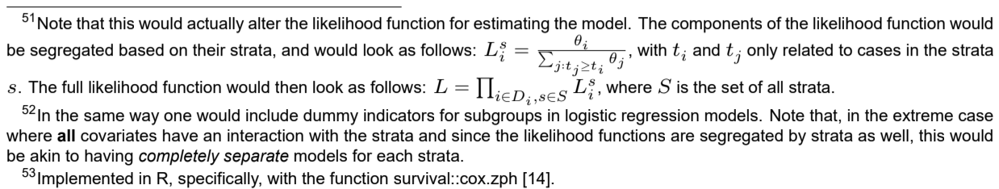 ⁵¹Note that this would actually alter the likelihood function for estimating the model. The components of the likelihood function would
be segregated based on their strata, and would look as follows: $L_i^s = \frac{\theta_i}{\sum_{j:t_j \geq t_i} \theta_j}$, with $t_i$ and $t_j$ only related to cases in the strata
$s$. The full likelihood function would then look as follows: $L = \prod_{i \in D_i, s \in S} L_i^s$, where $S$ is the set of all strata.
⁵²In the same way one would include dummy indicators for subgroups in logistic regression models. Note that, in the extreme case
where all covariates have an interaction with the strata and since the likelihood functions are segregated by strata as well, this would
be akin to having completely separate models for each strata.
⁵³Implemented in R, specifically, with the function survival::cox.zph [14].